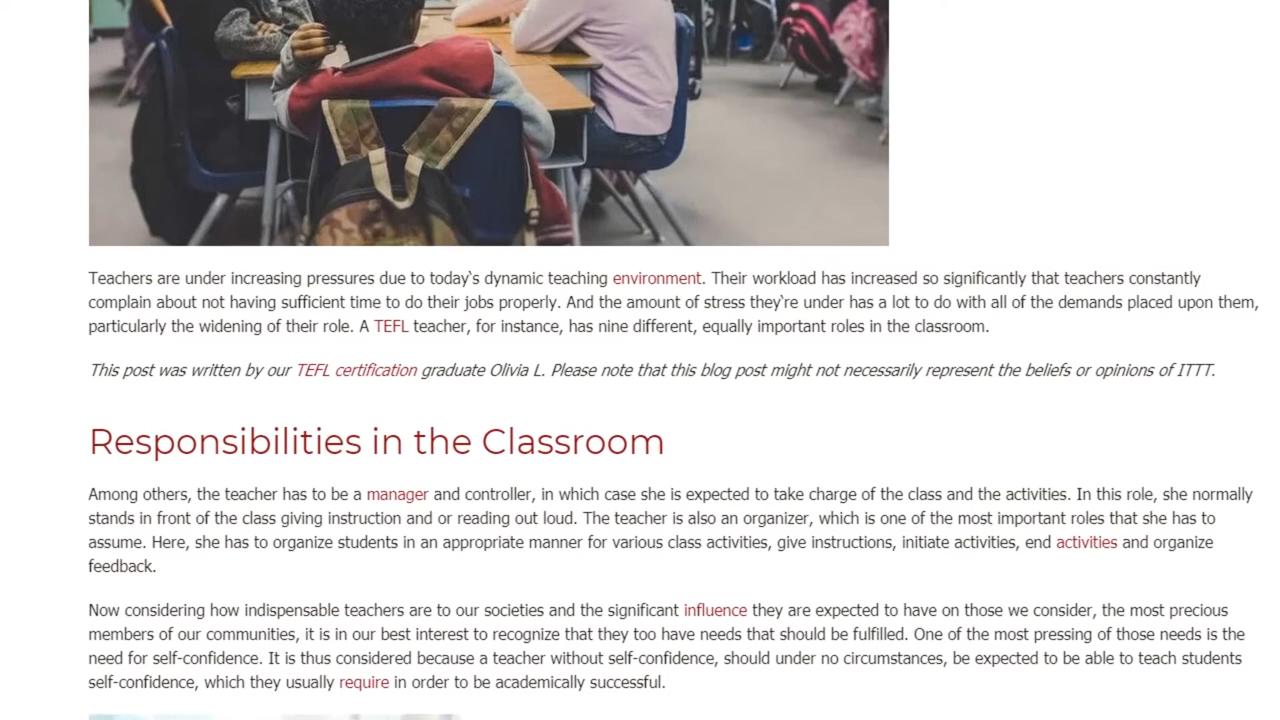 Teachers are under increasing pressures due to today`s dynamic teaching environment. Their workload has increased so significantly that teachers constantly
complain about not having sufficient time to do their jobs properly. And the amount of stress they`re under has a lot to do with all of the demands placed upon them,
particularly the widening of their role. A TEFL teacher, for instance, has nine different, equally important roles in the classroom.
This post was written by our TEFL certification graduate Olivia L. Please note that this blog post might not necessarily represent the beliefs or opinions of ITTT.
Responsibilities in the Classroom
Among others, the teacher has to be a manager and controller, in which case she is expected to take charge of the class and the activities. In this role, she normally
stands in front of the class giving instruction and or reading out loud. The teacher is also an organizer, which is one of the most important roles that she has to
assume. Here, she has to organize students in an appropriate manner for various class activities, give instructions, initiate activities, end activities and organize
feedback.
Now considering how indispensable teachers are to our societies and the significant influence they are expected to have on those we consider, the most precious
members of our communities, it is in our best interest to recognize that they too have needs that should be fulfilled. One of the most pressing of those needs is the
need for self-confidence. It is thus considered because a teacher without self-confidence, should under no circumstances, be expected to be able to teach students
self-confidence, which they usually require in order to be academically successful.